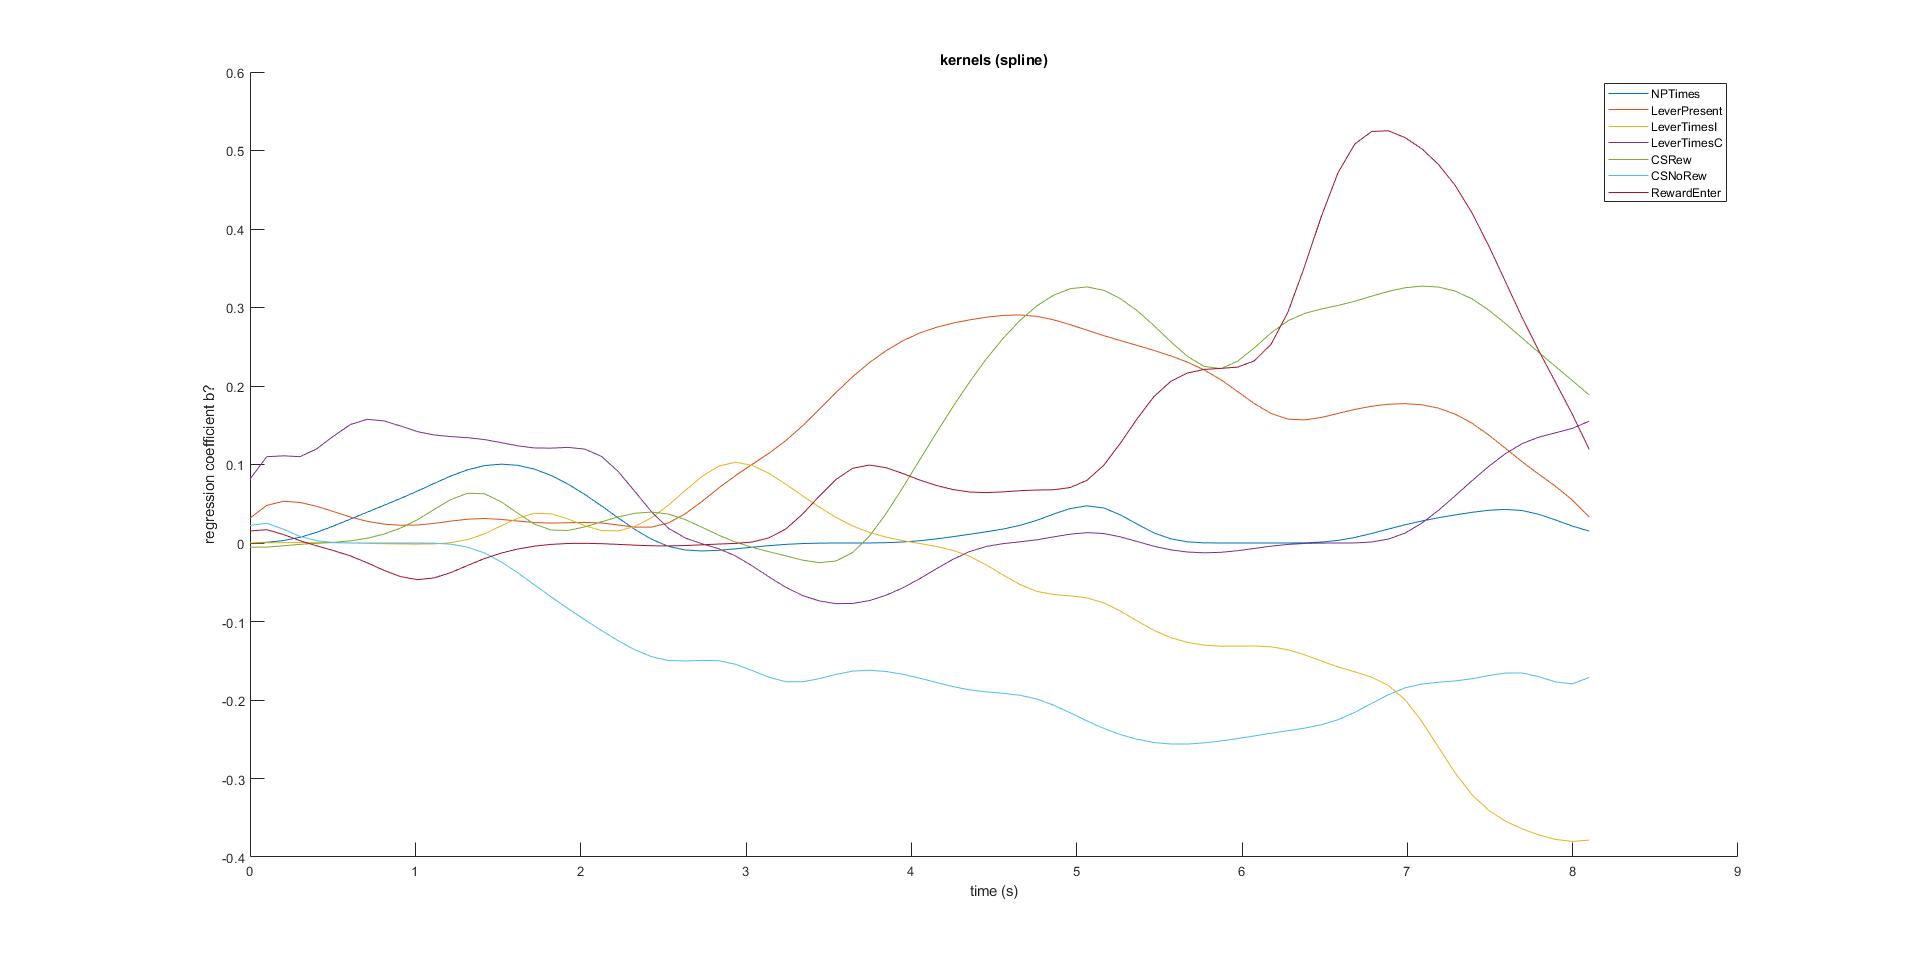 kernels (spline)
0.6
0.5
0.4
0.3
0.2
0.1
0
-0.1
-0.2
-0.3
-0.4
regression coefficient b?
0 1 2 3 4 5 6 7 8 9
time (s)
NPTimes
LeverPresent
LeverTimesI
LeverTimesC
CSRew
CSNoRew
RewardEnter